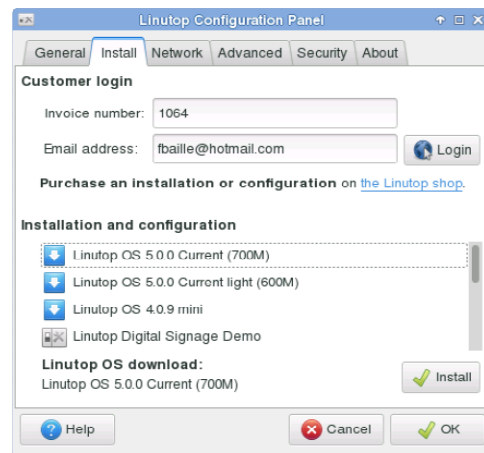 Linutop Configuration Panel
General Install Network Advanced Security About
Customer login
Invoice number: 1064
Email address: fbaille@hotmail.com Login
Purchase an installation or configuration on the Linutop shop.
Installation and configuration
Linutop OS 5.0.0 Current (700M)
Linutop OS 5.0.0 Current light (600M)
Linutop OS 4.0.9 mini
Linutop Digital Signage Demo
Linutop OS download:
Linutop OS 5.0.0 Current (700M)
Install
Help Cancel OK